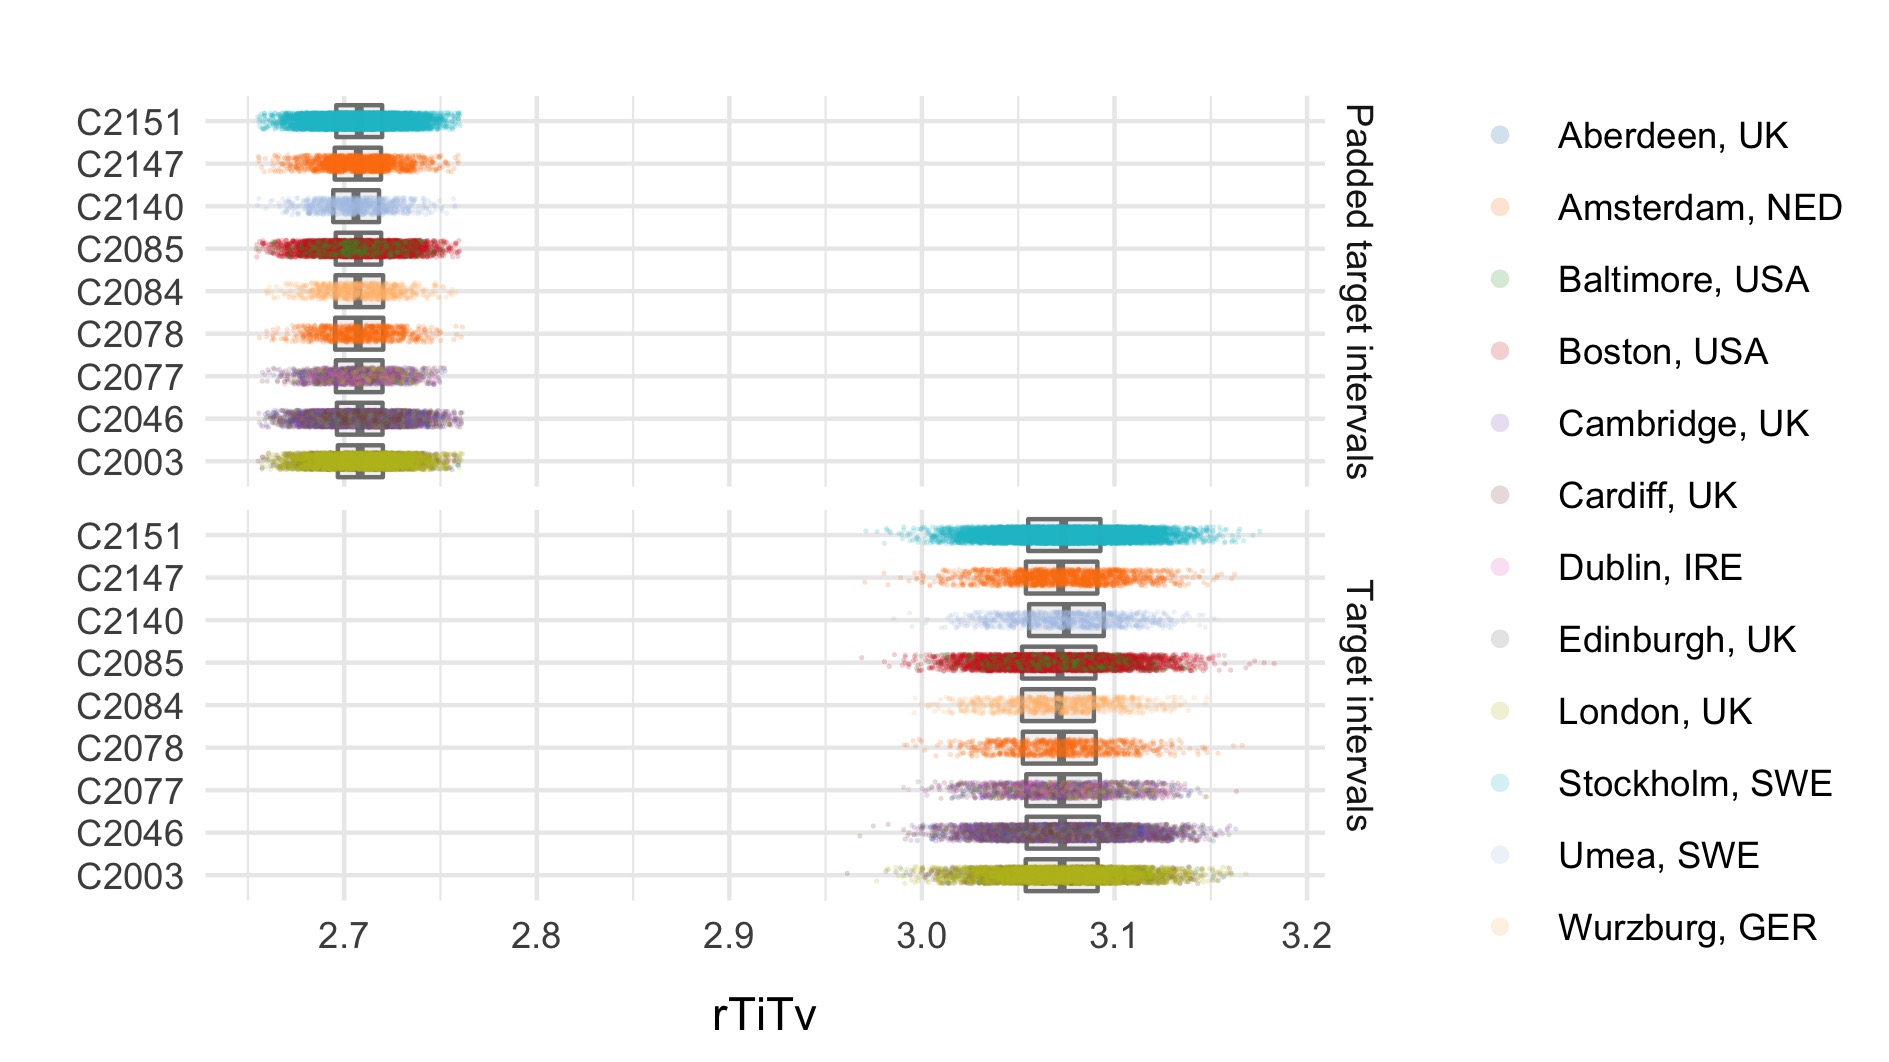 C2151
C2147
C2140
C2085
C2084
C2078
C2077
C2046
C2003
Padded target intervals
C2151
C2147
C2140
C2085
C2084
C2078
C2077
C2046
C2003
Target intervals
2.7 2.8 2.9 3.0 3.1 3.2
rTiTv
Aberdeen, UK
Amsterdam, NED
Baltimore, USA
Boston, USA
Cambridge, UK
Cardiff, UK
Dublin, IRE
Edinburgh, UK
London, UK
Stockholm, SWE
Umea, SWE
Wurzburg, GER